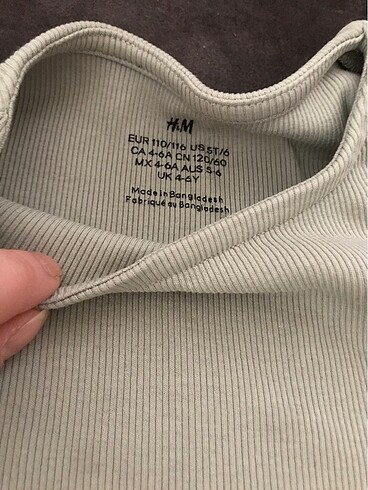 H&M
EUR 110/116 US 5T/6
CA 4-6A CN 120/60
MX 4-6A AUS 5-6
UK 4-6Y
Made in Bangladesh
Fabriqué au Bangladesh